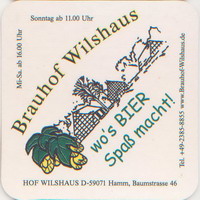 Sonntag ab 11.00 Uhr
Mi-Sa. ab 16.00 Uhr
Brauhof Wilshaus
wo's BIER
Spaß macht!
www.Brauhof-Wilshaus.de
Tel. +49-2385-8855
HOF WILSHAUS D-59071 Hamm, Baumstrasse 46